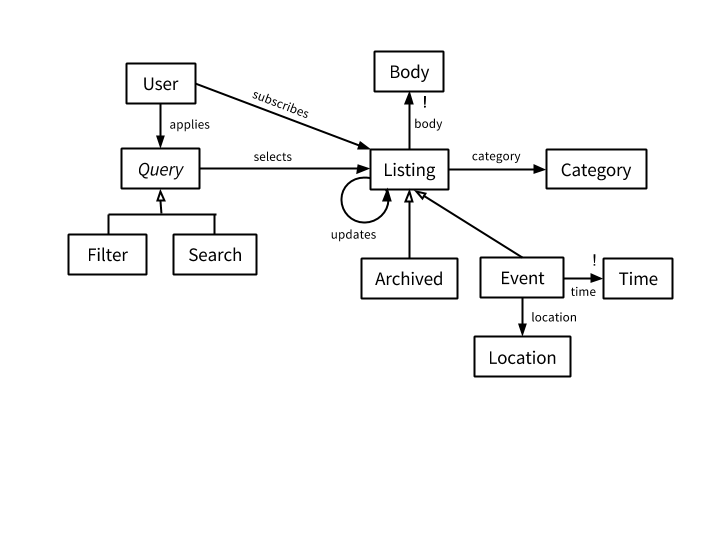 User
Body
subscribes
!
applies
body
Query
selects
Listing
category
Category
updates
Filter
Search
Archived
Event
!
time
Time
location
Location